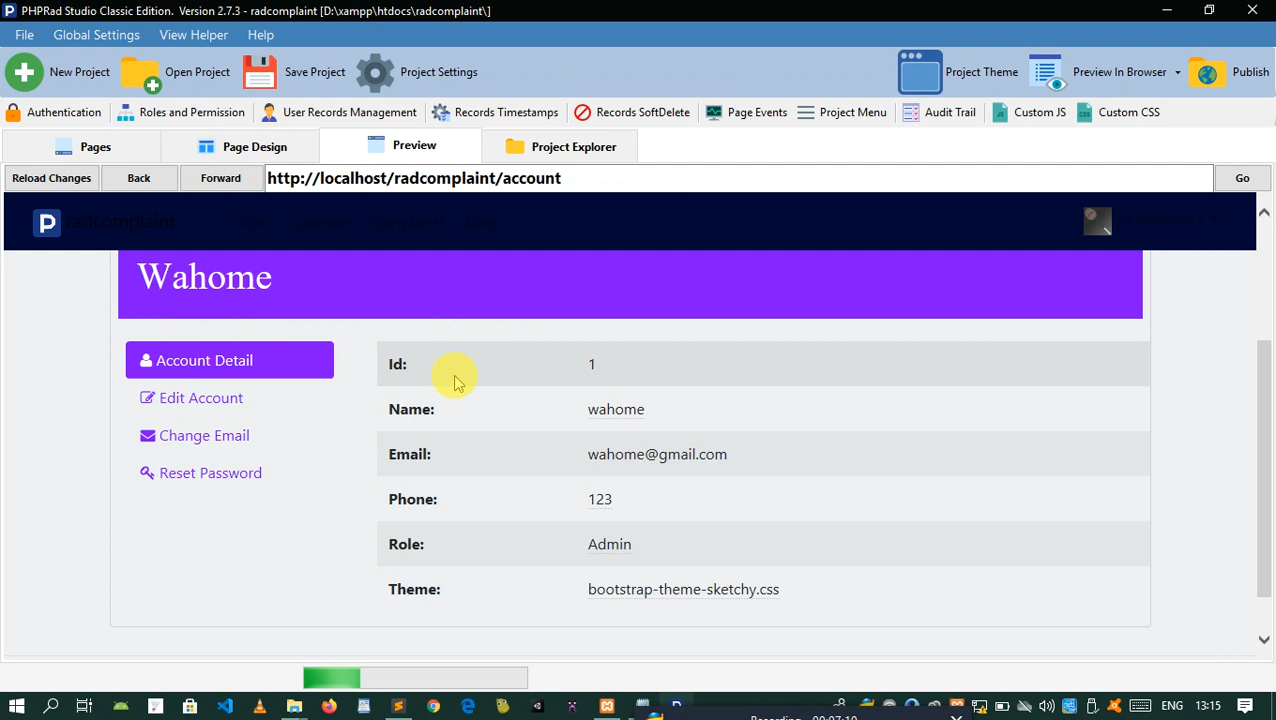 PHPRad Studio Classic Edition. Version 2.7.3 - radcomplaint [D:\xampp\htdocs\radcomplaint\]
File Global Settings View Helper Help
New Project Open Project Save Project Project Settings Theme Preview In Browser Publish
Authentication Roles and Permission User Records Management Records Timestamps Records SoftDelete Page Events Project Menu Audit Trail Custom JS Custom CSS
Pages Page Design Preview Project Explorer
Reload Changes Back Forward http://localhost/radcomplaint/account Go
radcomplaint
Wahome
Account Detail
Edit Account
Change Email
Reset Password
Id: 1
Name: wahome
Email: wahome@gmail.com
Phone: 123
Role: Admin
Theme: bootstrap-theme-sketchy.css
ENG 13:15
Recording 00:07:10